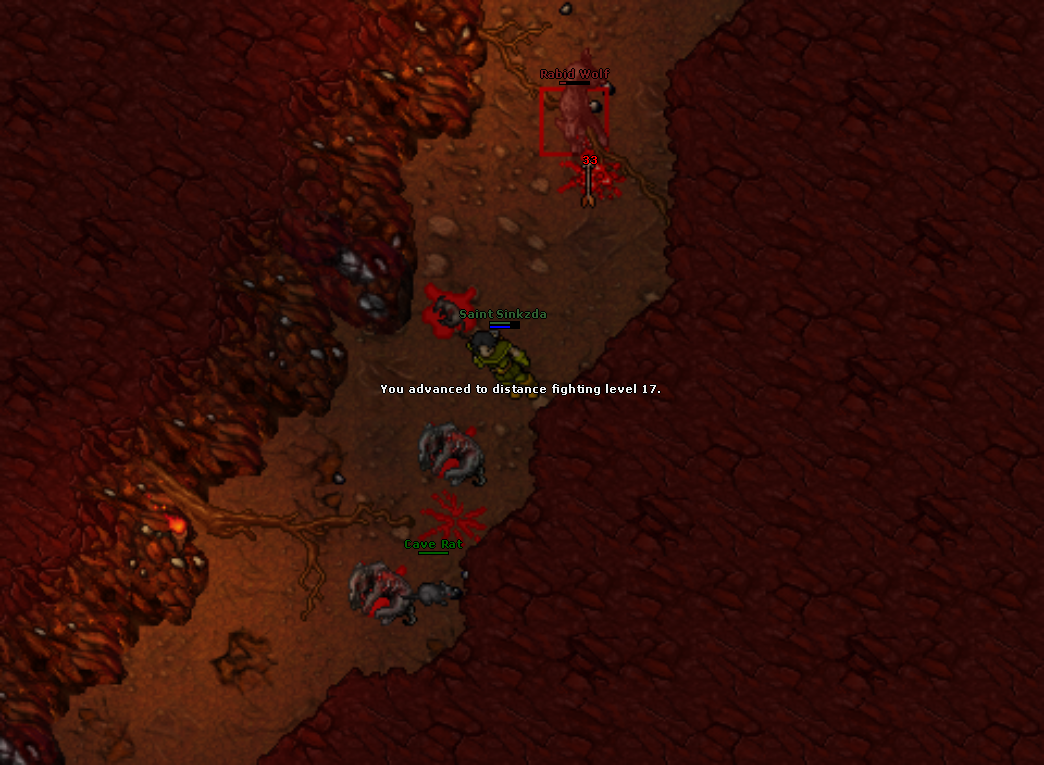 Rabid Wolf
33
Saint Sinkzda
You advanced to distance fighting level 17.
Cave Rat